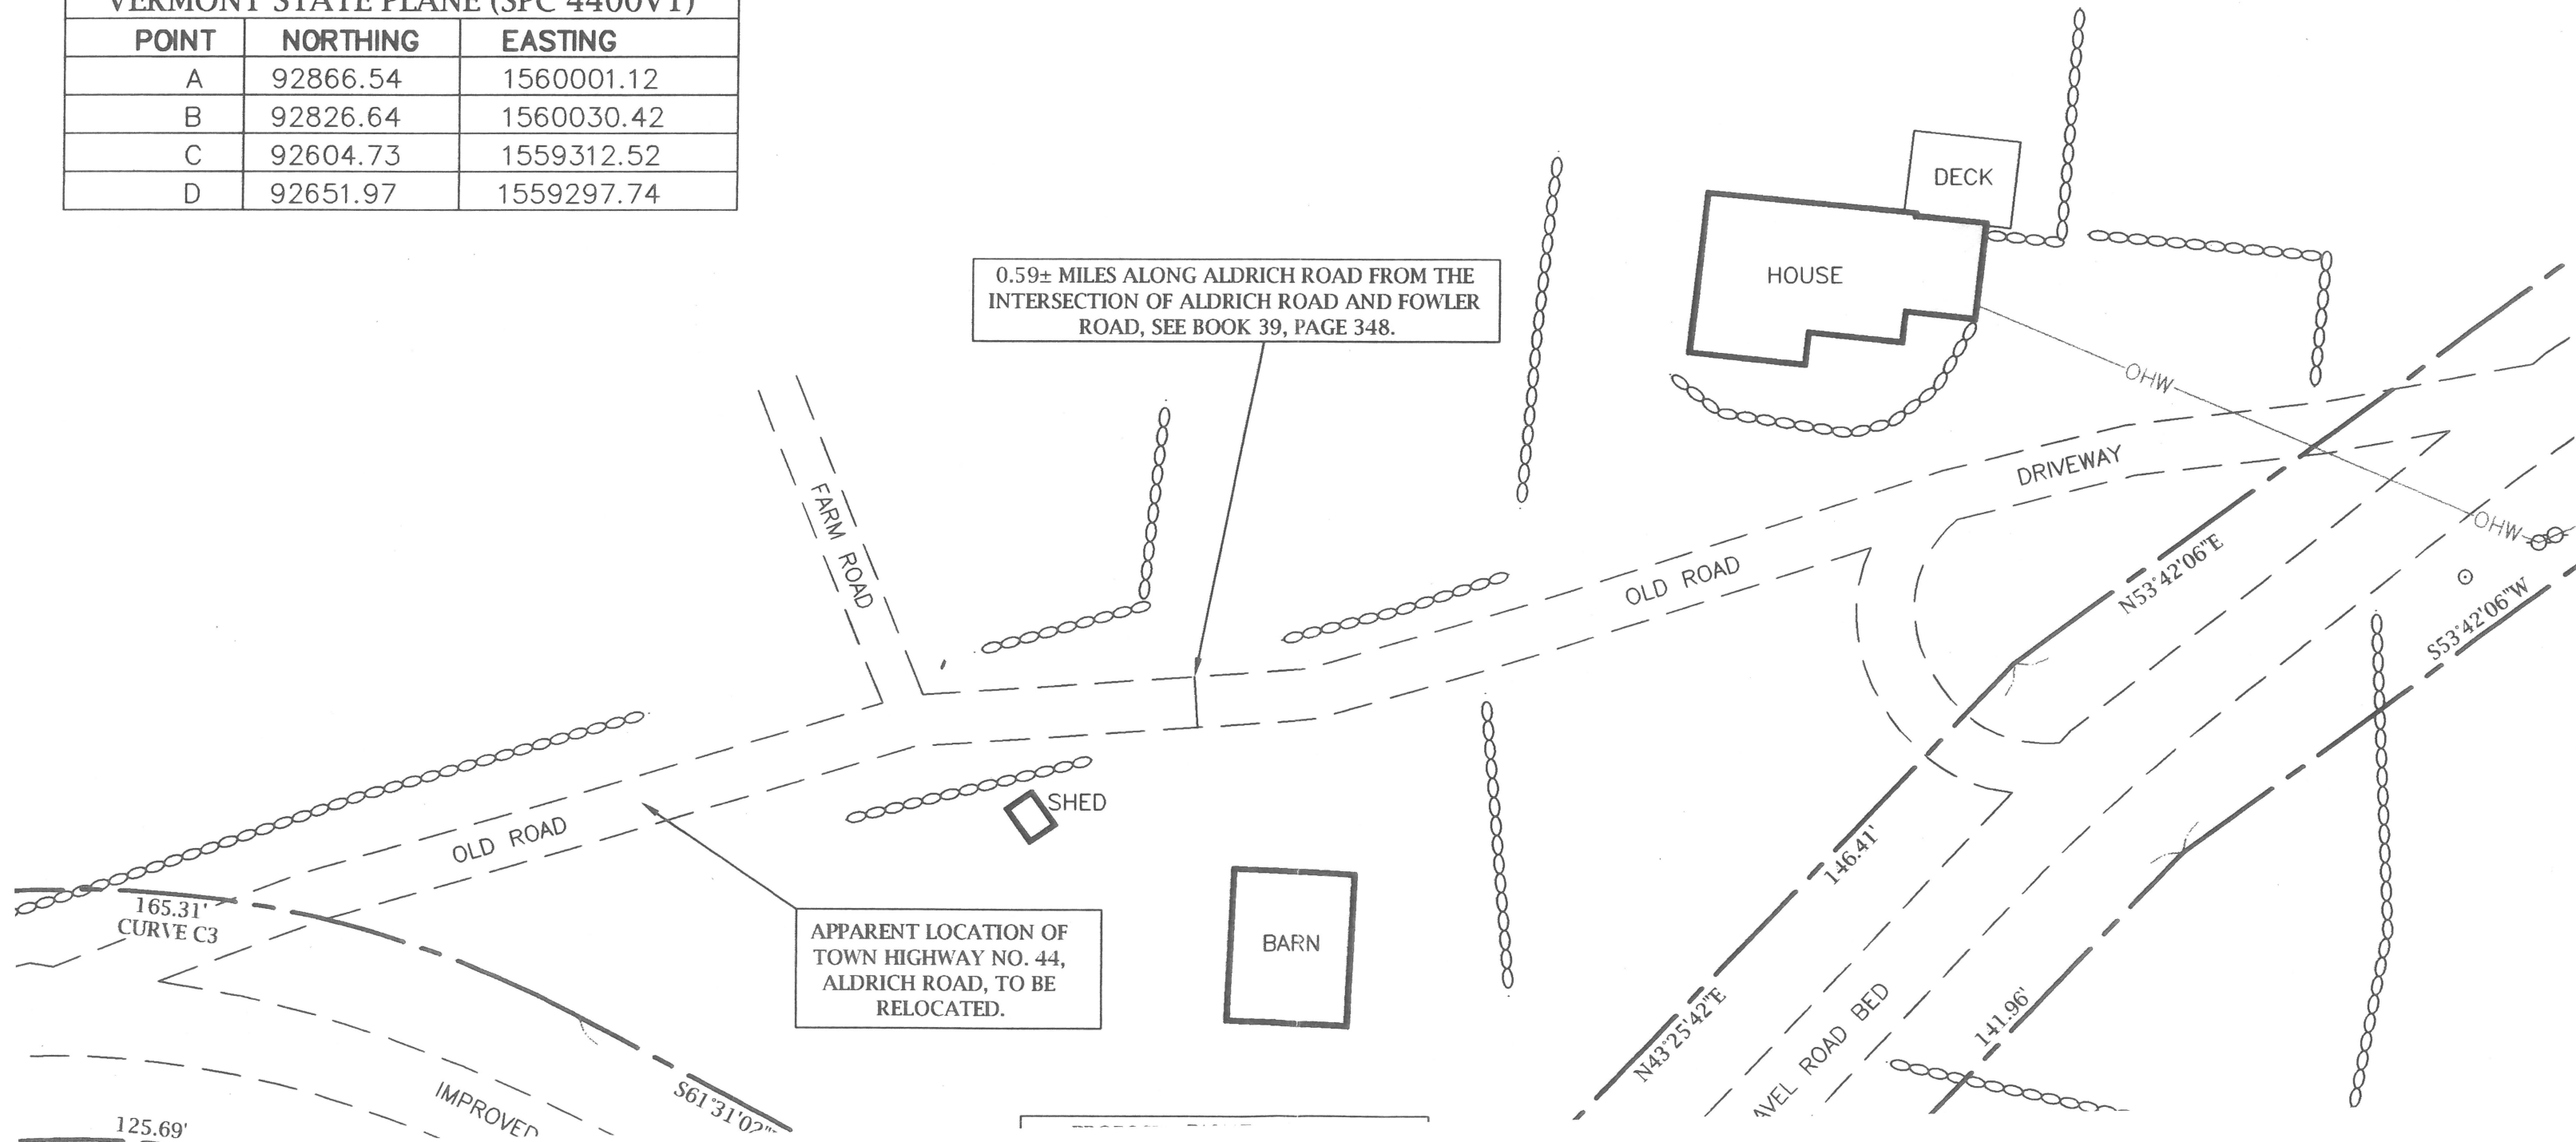 VERMONT STATE PLANE (SPC 4400VT)
POINT NORTHING EASTING
A 92866.54 1560001.12
B 92826.64 1560030.42
C 92604.73 1559312.52
D 92651.97 1559297.74
DECK
HOUSE
0.59± MILES ALONG ALDRICH ROAD FROM THE
INTERSECTION OF ALDRICH ROAD AND FOWLER
ROAD, SEE BOOK 39, PAGE 348.
OHW
DRIVEWAY
FARM ROAD
OHW
OLD ROAD
N53°42'06"E
S53°42'06"W
SHED
OLD ROAD
146.41'
165.31'
CURVE C3
APPARENT LOCATION OF
TOWN HIGHWAY NO. 44,
ALDRICH ROAD, TO BE
RELOCATED.
BARN
N43°25'42"E
141.96'
AVEL ROAD BED
IMPROVED
S61°31'02"
125.69'